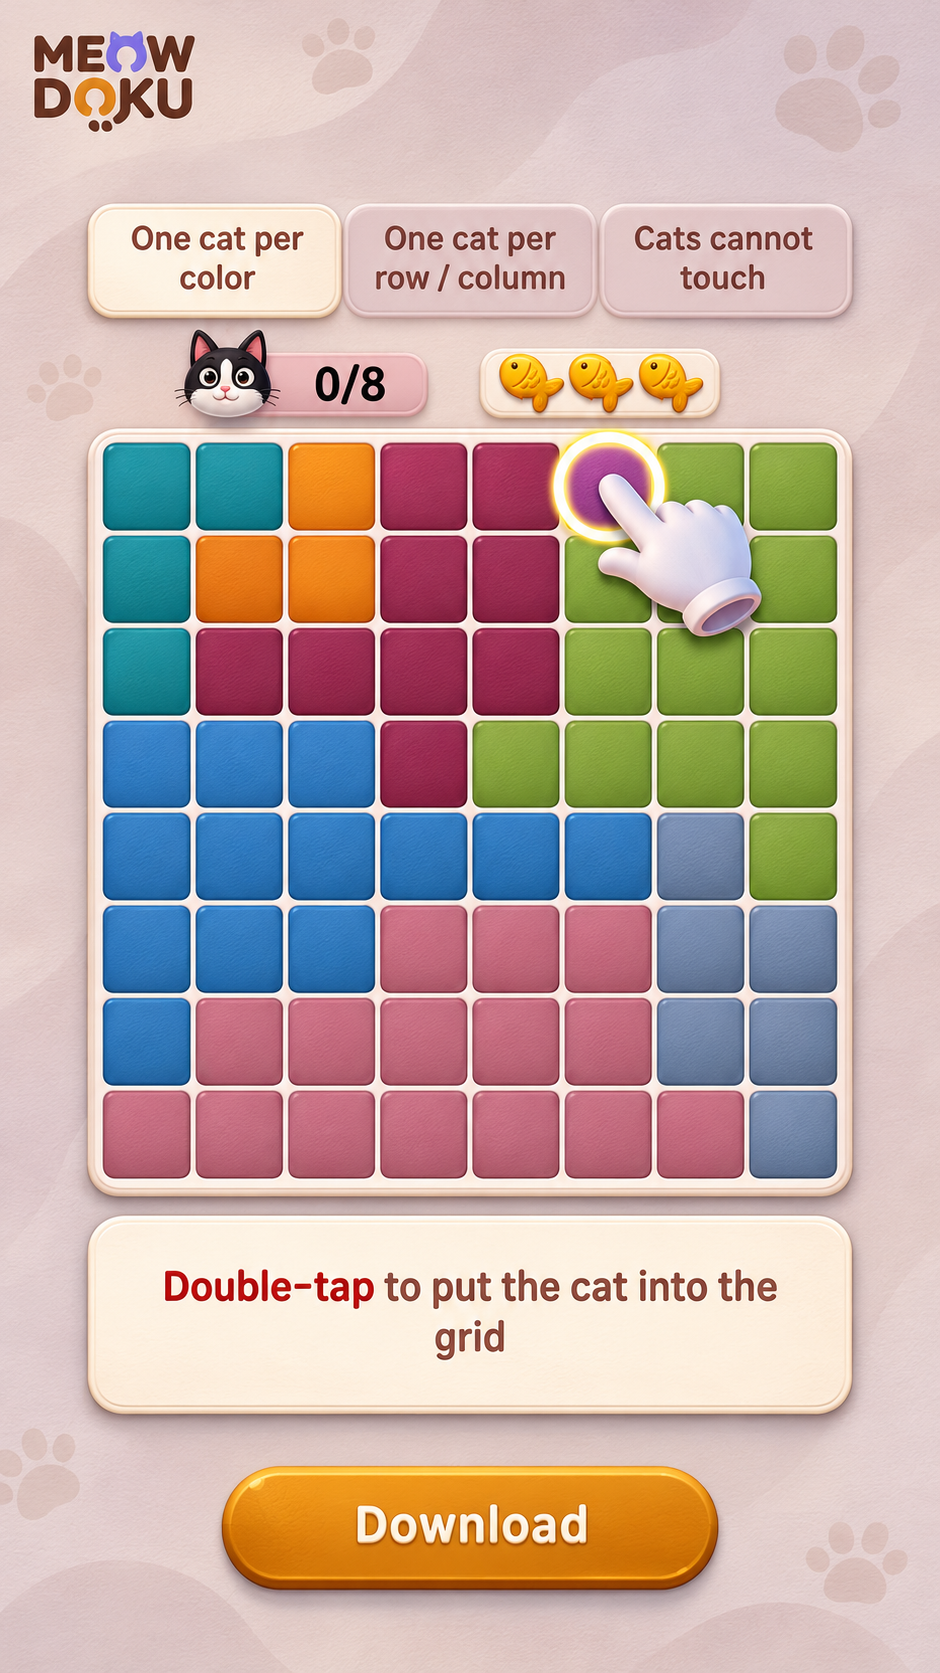 MEOW
DOKU
One cat per
color
One cat per
row / column
Cats cannot
touch
0/8
Double-tap to put the cat into the
grid
Download